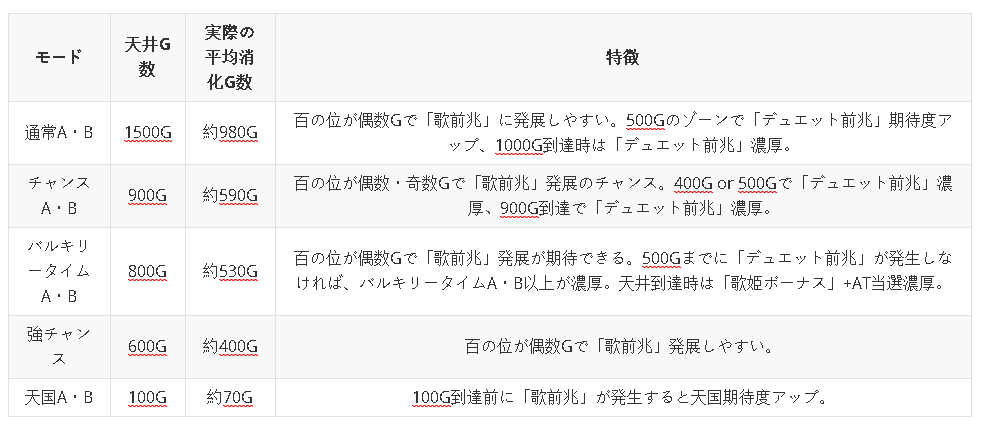 モード
天井G
数
実際の
平均消
化G数
特徴
通常A・B
1500G
約980G
百の位が偶数Gで「歌前兆」に発展しやすい。500Gのゾーンで「デュエット前兆」期待度ア
ップ、1000G到達時は「デュエット前兆」濃厚。
チャンス
A・B
900G
約590G
百の位が偶数・奇数Gで「歌前兆」発展のチャンス。400G or 500Gで「デュエット前兆」濃
厚、900G到達で「デュエット前兆」濃厚。
バルキリ
ータイム
A・B
800G
約530G
百の位が偶数Gで「歌前兆」発展が期待できる。500Gまでに「デュエット前兆」が発生しな
ければ、バルキリータイムA・B以上が濃厚。天井到達時は「歌姫ボーナス」+AT当選濃厚。
強チャン
ス
600G
約400G
百の位が偶数Gで「歌前兆」発展しやすい。
天国A・B
100G
約70G
100G到達前に「歌前兆」が発生すると天国期待度アップ。